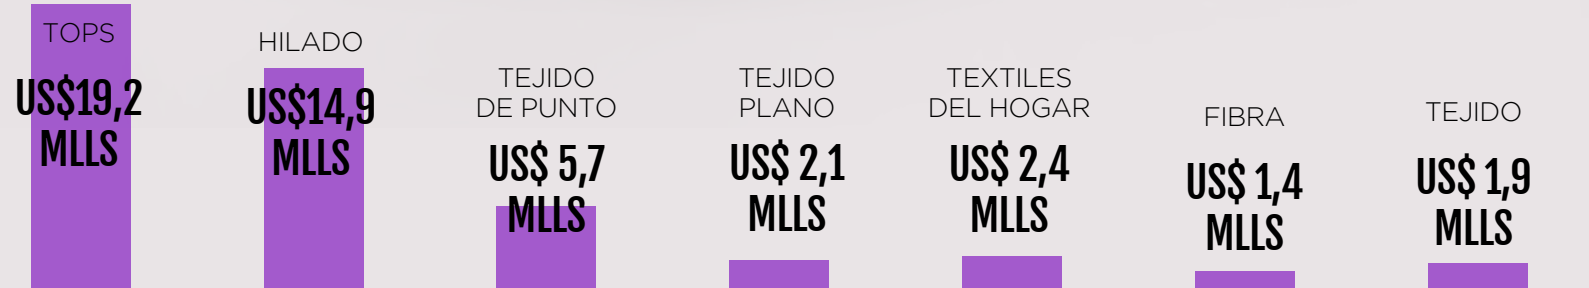 TOPS
US$19,2
MLLS
HILADO
US$14,9
MLLS
TEJIDO
DE PUNTO
US$ 5,7
MLLS
TEJIDO
PLANO
US$ 2,1
MLLS
TEXTILES
DEL HOGAR
US$ 2,4
MLLS
FIBRA
US$ 1,4
MLLS
TEJIDO
US$ 1,9
MLLS